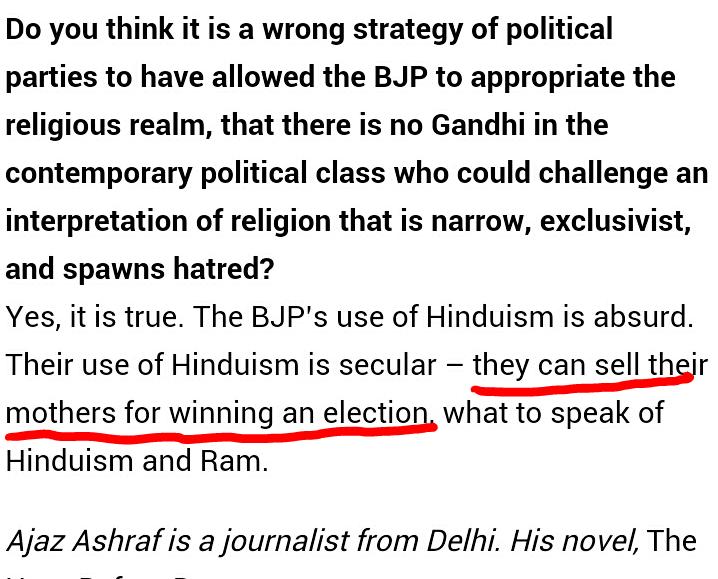 Do you think it is a wrong strategy of political
parties to have allowed the BJP to appropriate the
religious realm, that there is no Gandhi in the
contemporary political class who could challenge an
interpretation of religion that is narrow, exclusivist,
and spawns hatred?
Yes, it is true. The BJP's use of Hinduism is absurd.
Their use of Hinduism is secular – they can sell their
mothers for winning an election, what to speak of
Hinduism and Ram.
Ajaz Ashraf is a journalist from Delhi. His novel, The